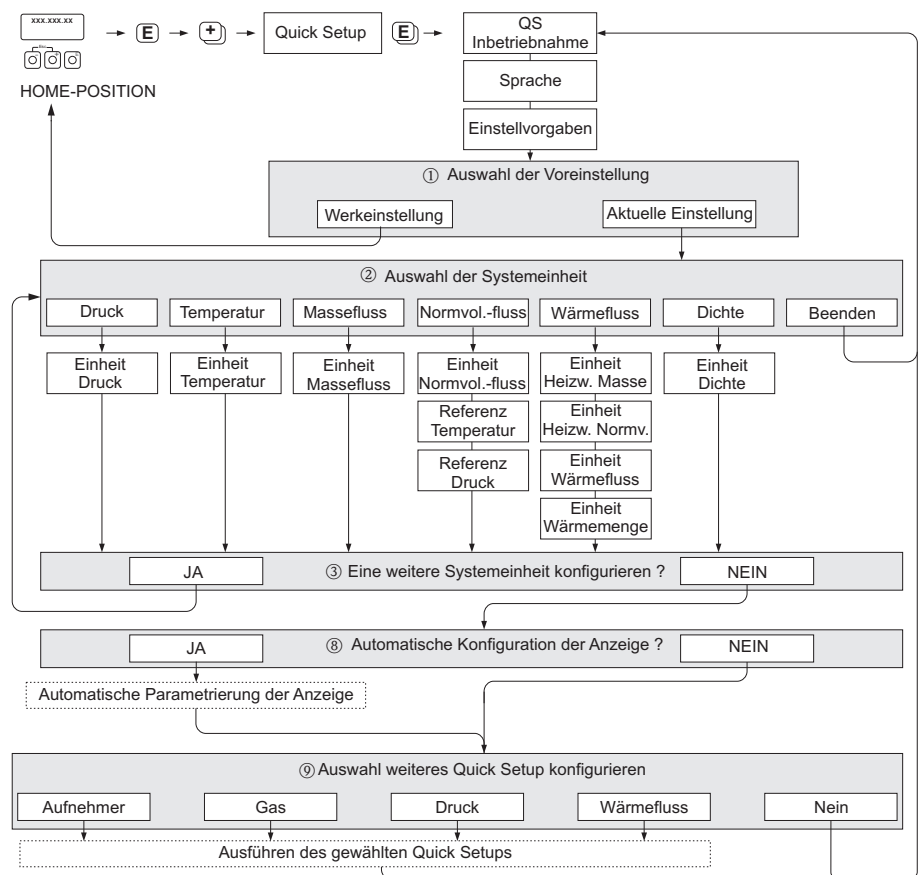 xxx.xxx.xx
Esc
E
+
Quick Setup
E
QS
Inbetriebnahme
HOME-POSITION
Sprache
Einstellvorgaben
① Auswahl der Voreinstellung
Werkeinstellung
Aktuelle Einstellung
② Auswahl der Systemeinheit
Druck
Temperatur
Massefluss
Normvol.-fluss
Wärmefluss
Dichte
Beenden
Einheit
Druck
Einheit
Temperatur
Einheit
Massefluss
Einheit
Normvol.-fluss
Referenz
Temperatur
Referenz
Druck
Einheit
Heizw. Masse
Einheit
Heizw. Normv.
Einheit
Wärmefluss
Einheit
Wärmemenge
Einheit
Dichte
JA
③ Eine weitere Systemeinheit konfigurieren ?
NEIN
JA
⑧ Automatische Konfiguration der Anzeige ?
NEIN
Automatische Parametrierung der Anzeige
⑨ Auswahl weiteres Quick Setup konfigurieren
Aufnehmer
Gas
Druck
Wärmefluss
Nein
Ausführen des gewählten Quick Setups